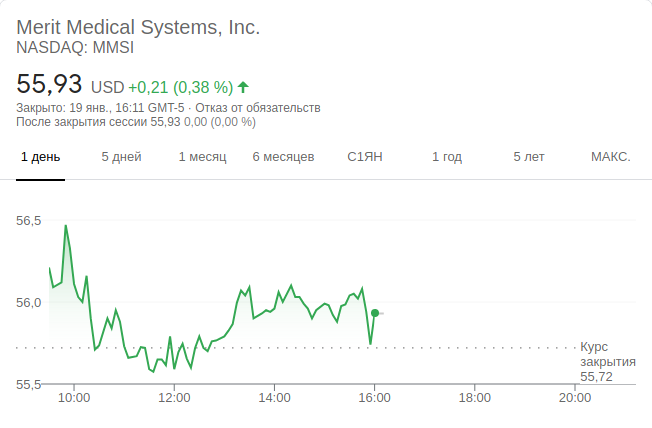 Merit Medical Systems, Inc.
NASDAQ: MMSI
55,93 USD +0,21 (0,38 %)
Закрыто: 19 янв., 16:11 GMT-5 · Отказ от обязательств
После закрытия сессии 55,93 0,00 (0,00 %)
1 день 5 дней 1 месяц 6 месяцев С1ЯН 1 год 5 лет МАКС.
56,5
56,0
Курс
закрытия
55,72
55,5
10:00 12:00 14:00 16:00 18:00 20:00